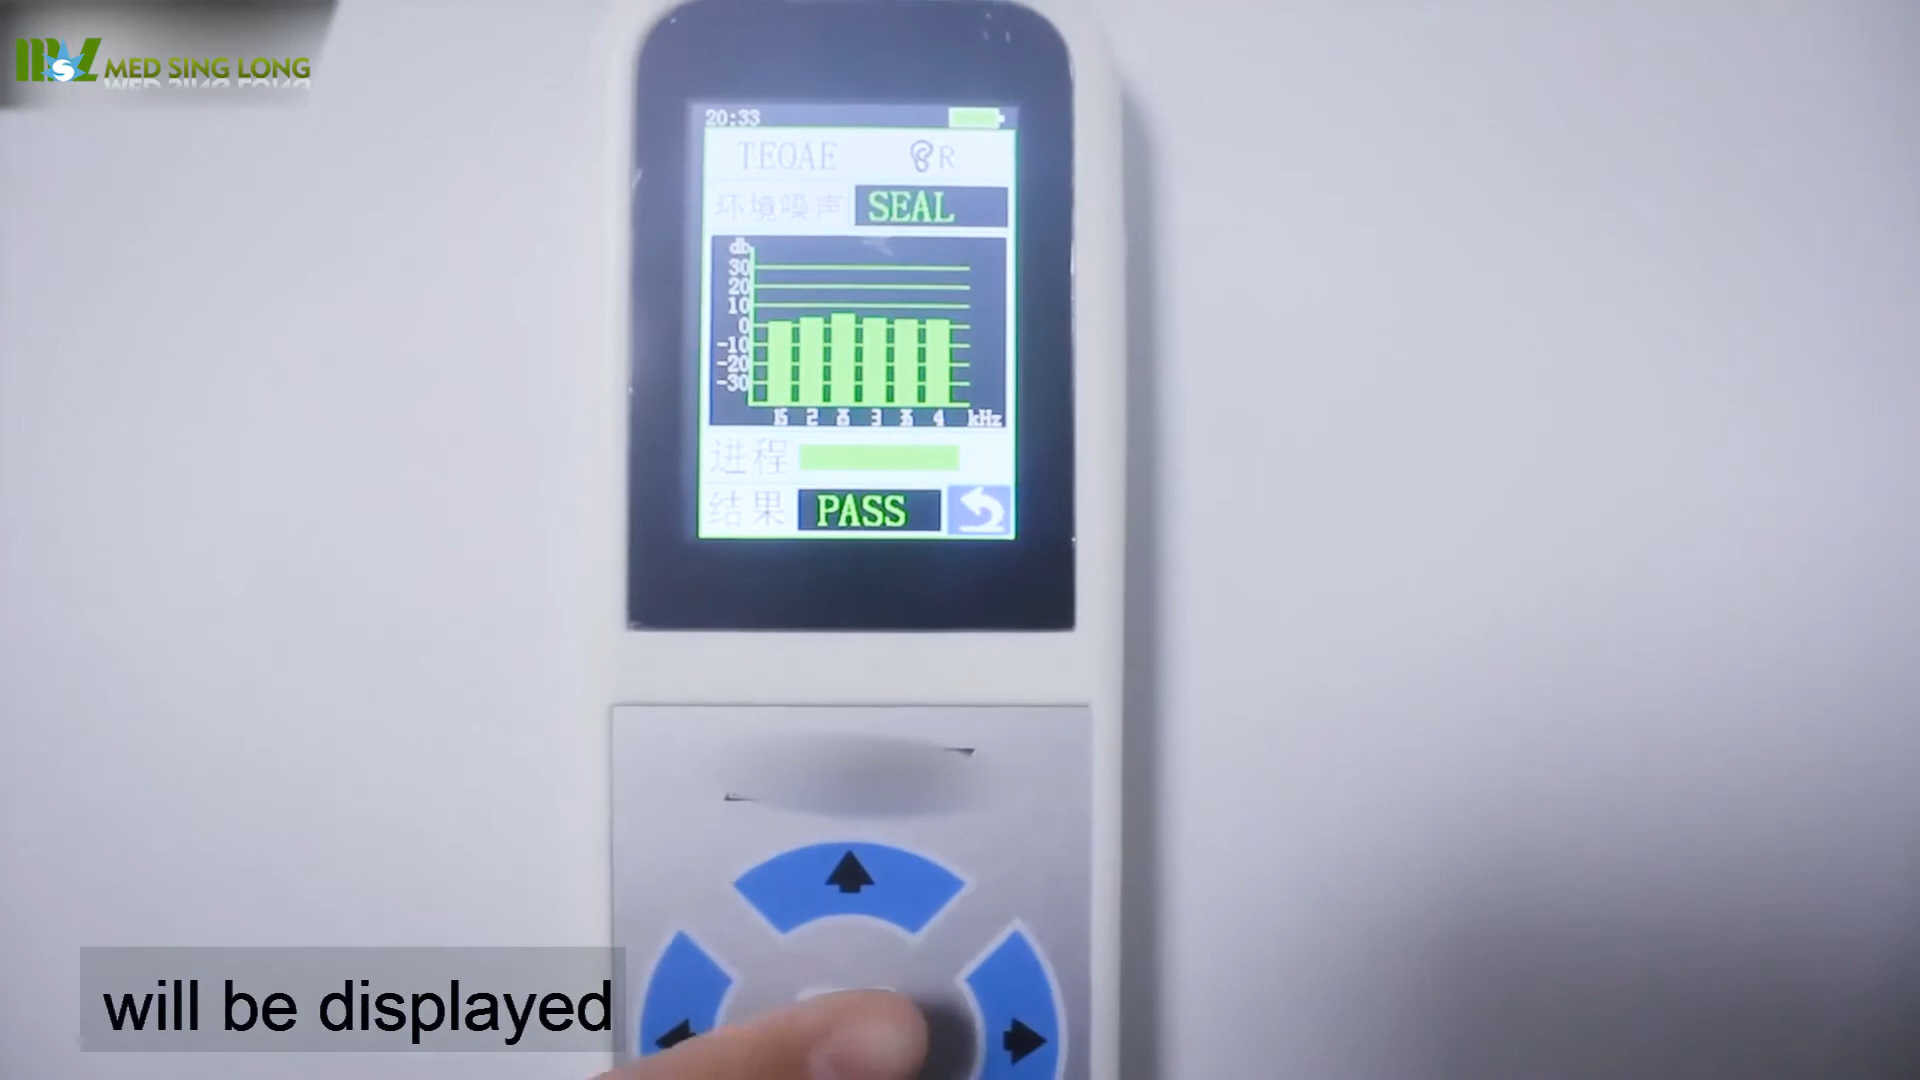 MSL MED SING LONG
20:33
TEOAE R
环境噪声 SEAL
db
30
20
10
0
-10
-20
-30
2 3 4 kHz
进程
结果 PASS
will be displayed